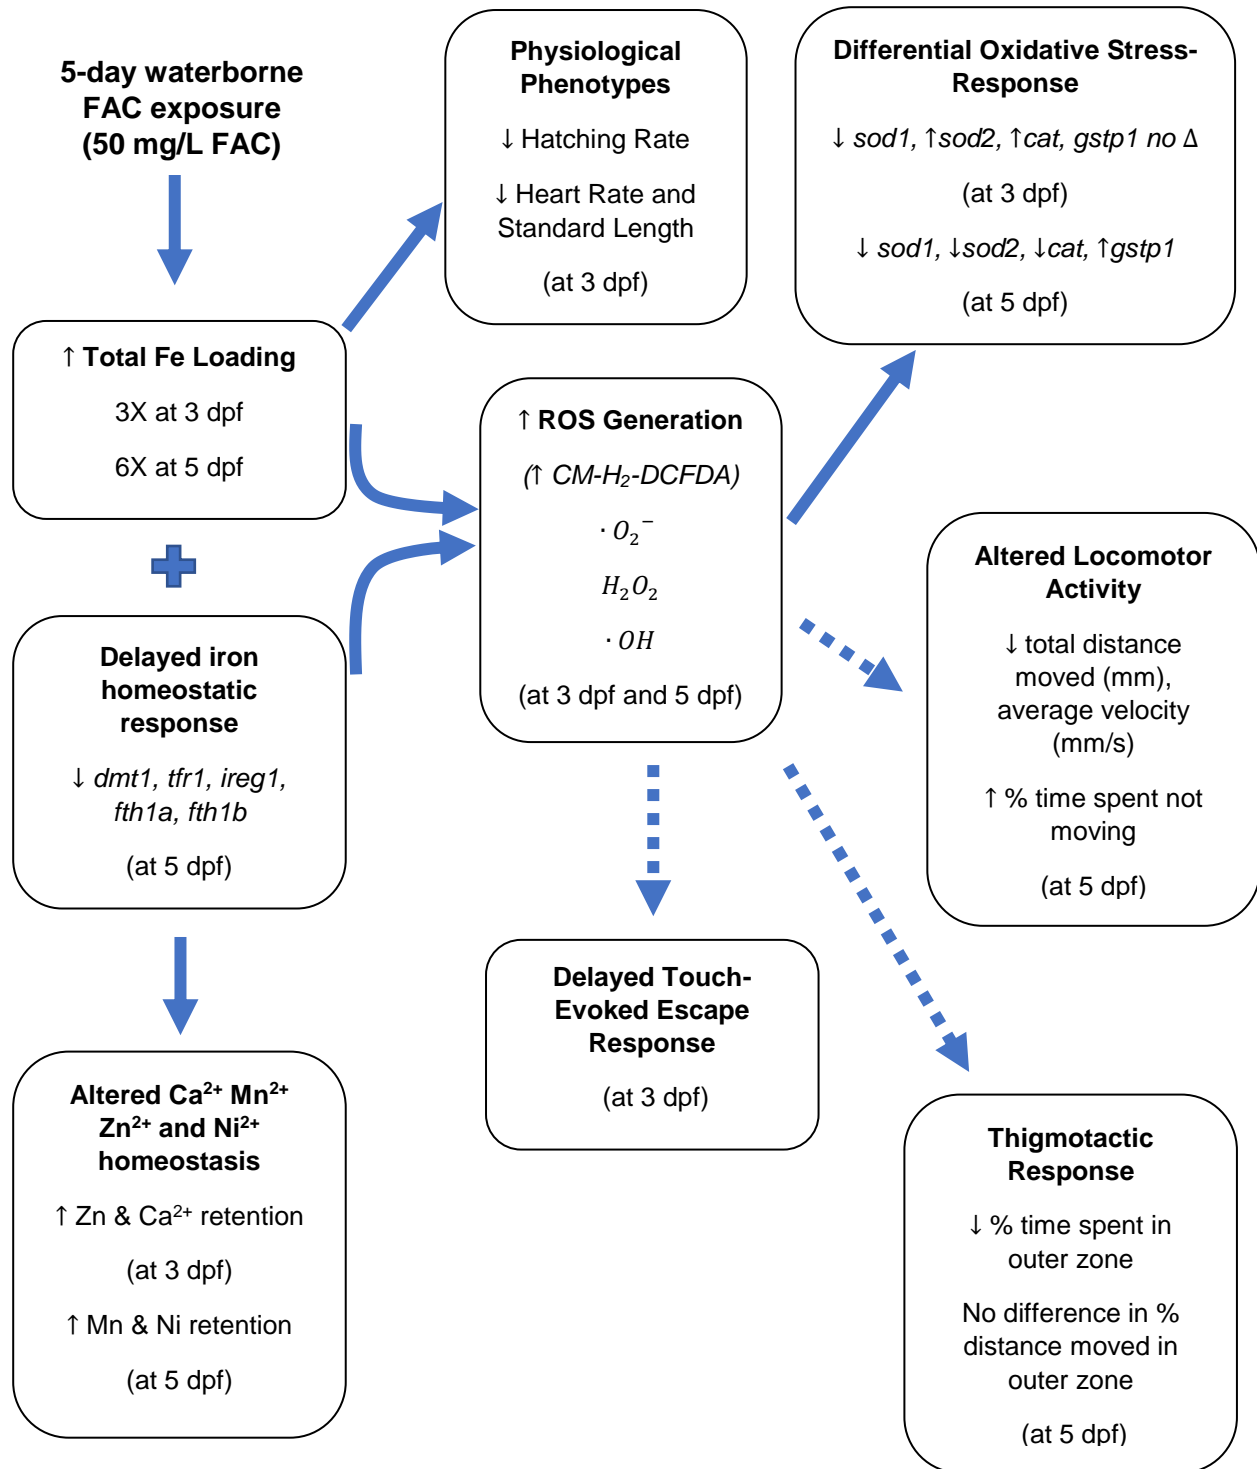 5-day waterborne
FAC exposure
(50 mg/L FAC)
Physiological
Phenotypes
↓ Hatching Rate
↓ Heart Rate and
Standard Length
(at 3 dpf)
Differential Oxidative Stress-
Response
↓ sod1, ↑sod2, ↑cat, gstp1 no Δ
(at 3 dpf)
↓ sod1, ↓sod2, ↓cat, ↑gstp1
(at 5 dpf)
↑ Total Fe Loading
3X at 3 dpf
6X at 5 dpf
↑ ROS Generation
(↑ CM-H₂-DCFDA)
· O₂⁻
H₂O₂
· OH
(at 3 dpf and 5 dpf)
Delayed iron
homeostatic
response
↓ dmt1, tfr1, ireg1,
fth1a, fth1b
(at 5 dpf)
Altered Locomotor
Activity
↓ total distance
moved (mm),
average velocity
(mm/s)
↑ % time spent not
moving
(at 5 dpf)
Delayed Touch-
Evoked Escape
Response
(at 3 dpf)
Altered Ca²⁺ Mn²⁺
Zn²⁺ and Ni²⁺
homeostasis
↑ Zn & Ca²⁺ retention
(at 3 dpf)
↑ Mn & Ni retention
(at 5 dpf)
Thigmotactic
Response
↓ % time spent in
outer zone
No difference in %
distance moved in
outer zone
(at 5 dpf)